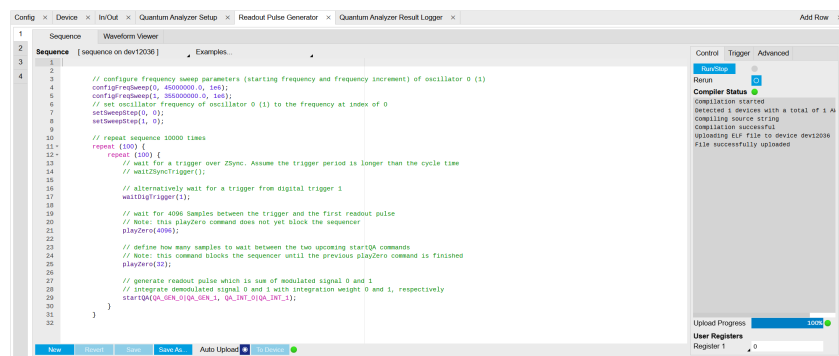 Config × Device × In/Out × Quantum Analyzer Setup × Readout Pulse Generator × Quantum Analyzer Result Logger × Add Row
1 Sequence Waveform Viewer
2
3
4
Sequence [ sequence on dev12036 ] Examples...
1
2
3 // configure frequency sweep parameters (starting frequency and frequency increment) of oscillator 0 (1)
4 configFreqSweep(0, 45000000.0, 1e6);
5 configFreqSweep(1, 355000000.0, 1e6);
6 // set oscillator frequency of oscillator 0 (1) to the frequency at index of 0
7 setSweepStep(0, 0);
8 setSweepStep(1, 0);
9
10 // repeat sequence 10000 times
11 repeat (100) {
12 repeat (100) {
13 // wait for a trigger over ZSync. Assume the trigger period is longer than the cycle time
14 // waitZSyncTrigger();
15
16 // alternatively wait for a trigger from digital trigger 1
17 waitDigTrigger(1);
18
19 // wait for 4096 Samples between the trigger and the first readout pulse
20 // Note: this playZero command does not yet block the sequencer
21 playZero(4096);
22
23 // define how many samples to wait between the two upcoming startQA commands
24 // Note: this command blocks the sequencer until the previous playZero command is finished
25 playZero(32);
26
27 // generate readout pulse which is sum of modulated signal 0 and 1
28 // integrate demodulated signal 0 and 1 with integration weight 0 and 1, respectively
29 startQA(QA_GEN_0|QA_GEN_1, QA_INT_0|QA_INT_1);
30 }
31 }
32
New Revert Save Save As... Auto Upload To Device
Control Trigger Advanced
Run/Stop
Rerun
Compiler Status
Compilation started
Detected 1 devices with a total of 1 A
Compiling source string
Compilation successful
Uploading ELF file to device dev12036
File successfully uploaded
Upload Progress 100%
User Registers
Register 1 0